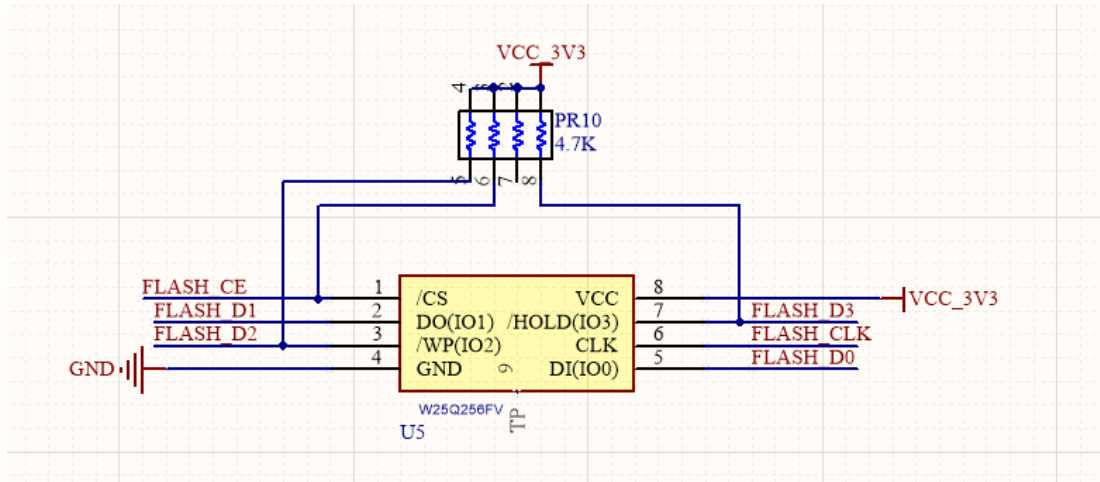 VCC_3V3
4
PR10
4.7K
5 6 7 8
FLASH_CE 1 /CS VCC 8 VCC_3V3
FLASH_D1 2 DO(IO1) /HOLD(IO3) 7 FLASH_D3
FLASH_D2 3 /WP(IO2) CLK 6 FLASH_CLK
GND 4 GND 9 DI(IO0) 5 FLASH_D0
W25Q256FV
TP
U5